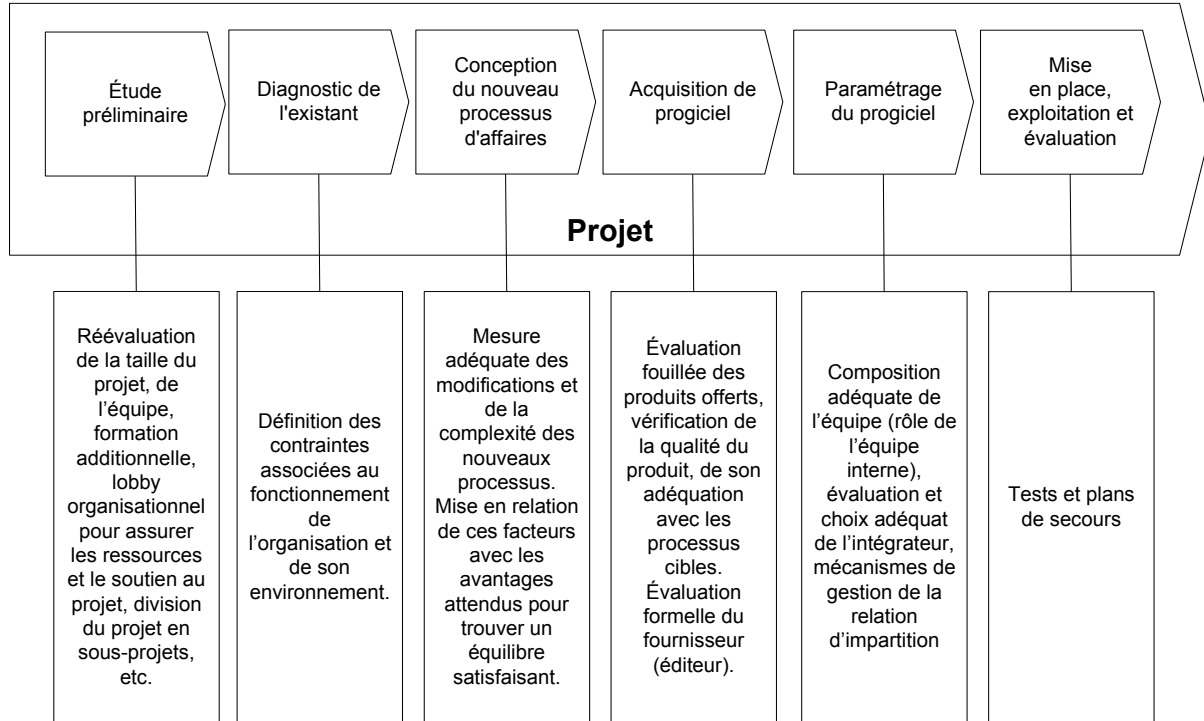 Étude
préliminaire
Diagnostic de
l'existant
Conception
du nouveau
processus
d'affaires
Acquisition de
progiciel
Paramétrage
du progiciel
Mise
en place,
exploitation et
évaluation
Projet
Réévaluation
de la taille du
projet, de
l’équipe,
formation
additionnelle,
lobby
organisationnel
pour assurer
les ressources
et le soutien au
projet, division
du projet en
sous-projets,
etc.
Définition des
contraintes
associées au
fonctionnement
de
l’organisation et
de son
environnement.
Mesure
adéquate des
modifications et
de la
complexité des
nouveaux
processus.
Mise en relation
de ces facteurs
avec les
avantages
attendus pour
trouver un
équilibre
satisfaisant.
Évaluation
fouillée des
produits offerts,
vérification de
la qualité du
produit, de son
adéquation
avec les
processus
cibles.
Évaluation
formelle du
fournisseur
(éditeur).
Composition
adéquate de
l’équipe (rôle de
l’équipe
interne),
évaluation et
choix adéquat
de l’intégrateur,
mécanismes de
gestion de la
relation
d’impartition
Tests et plans
de secours